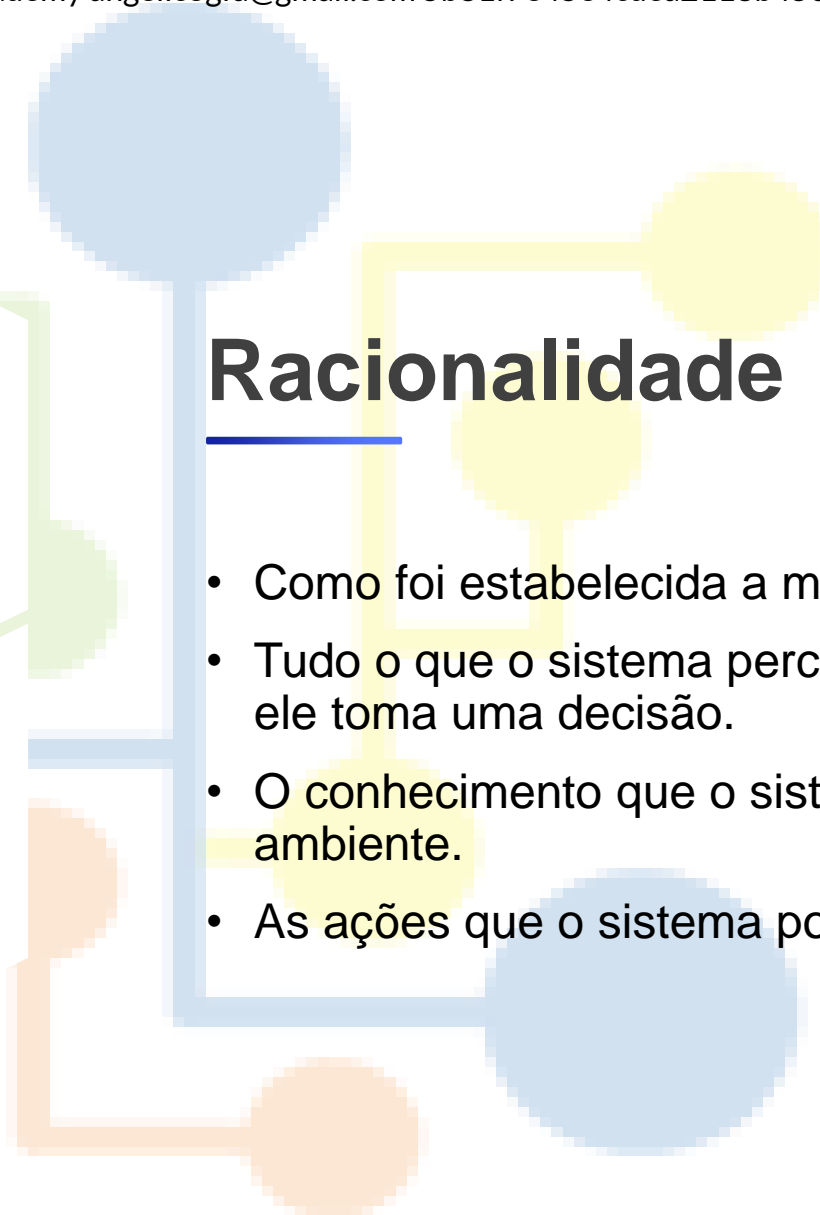 Racionalidade
• Como foi estabelecida a m
• Tudo o que o sistema perc
ele toma uma decisão.
• O conhecimento que o sist
ambiente.
• As ações que o sistema po